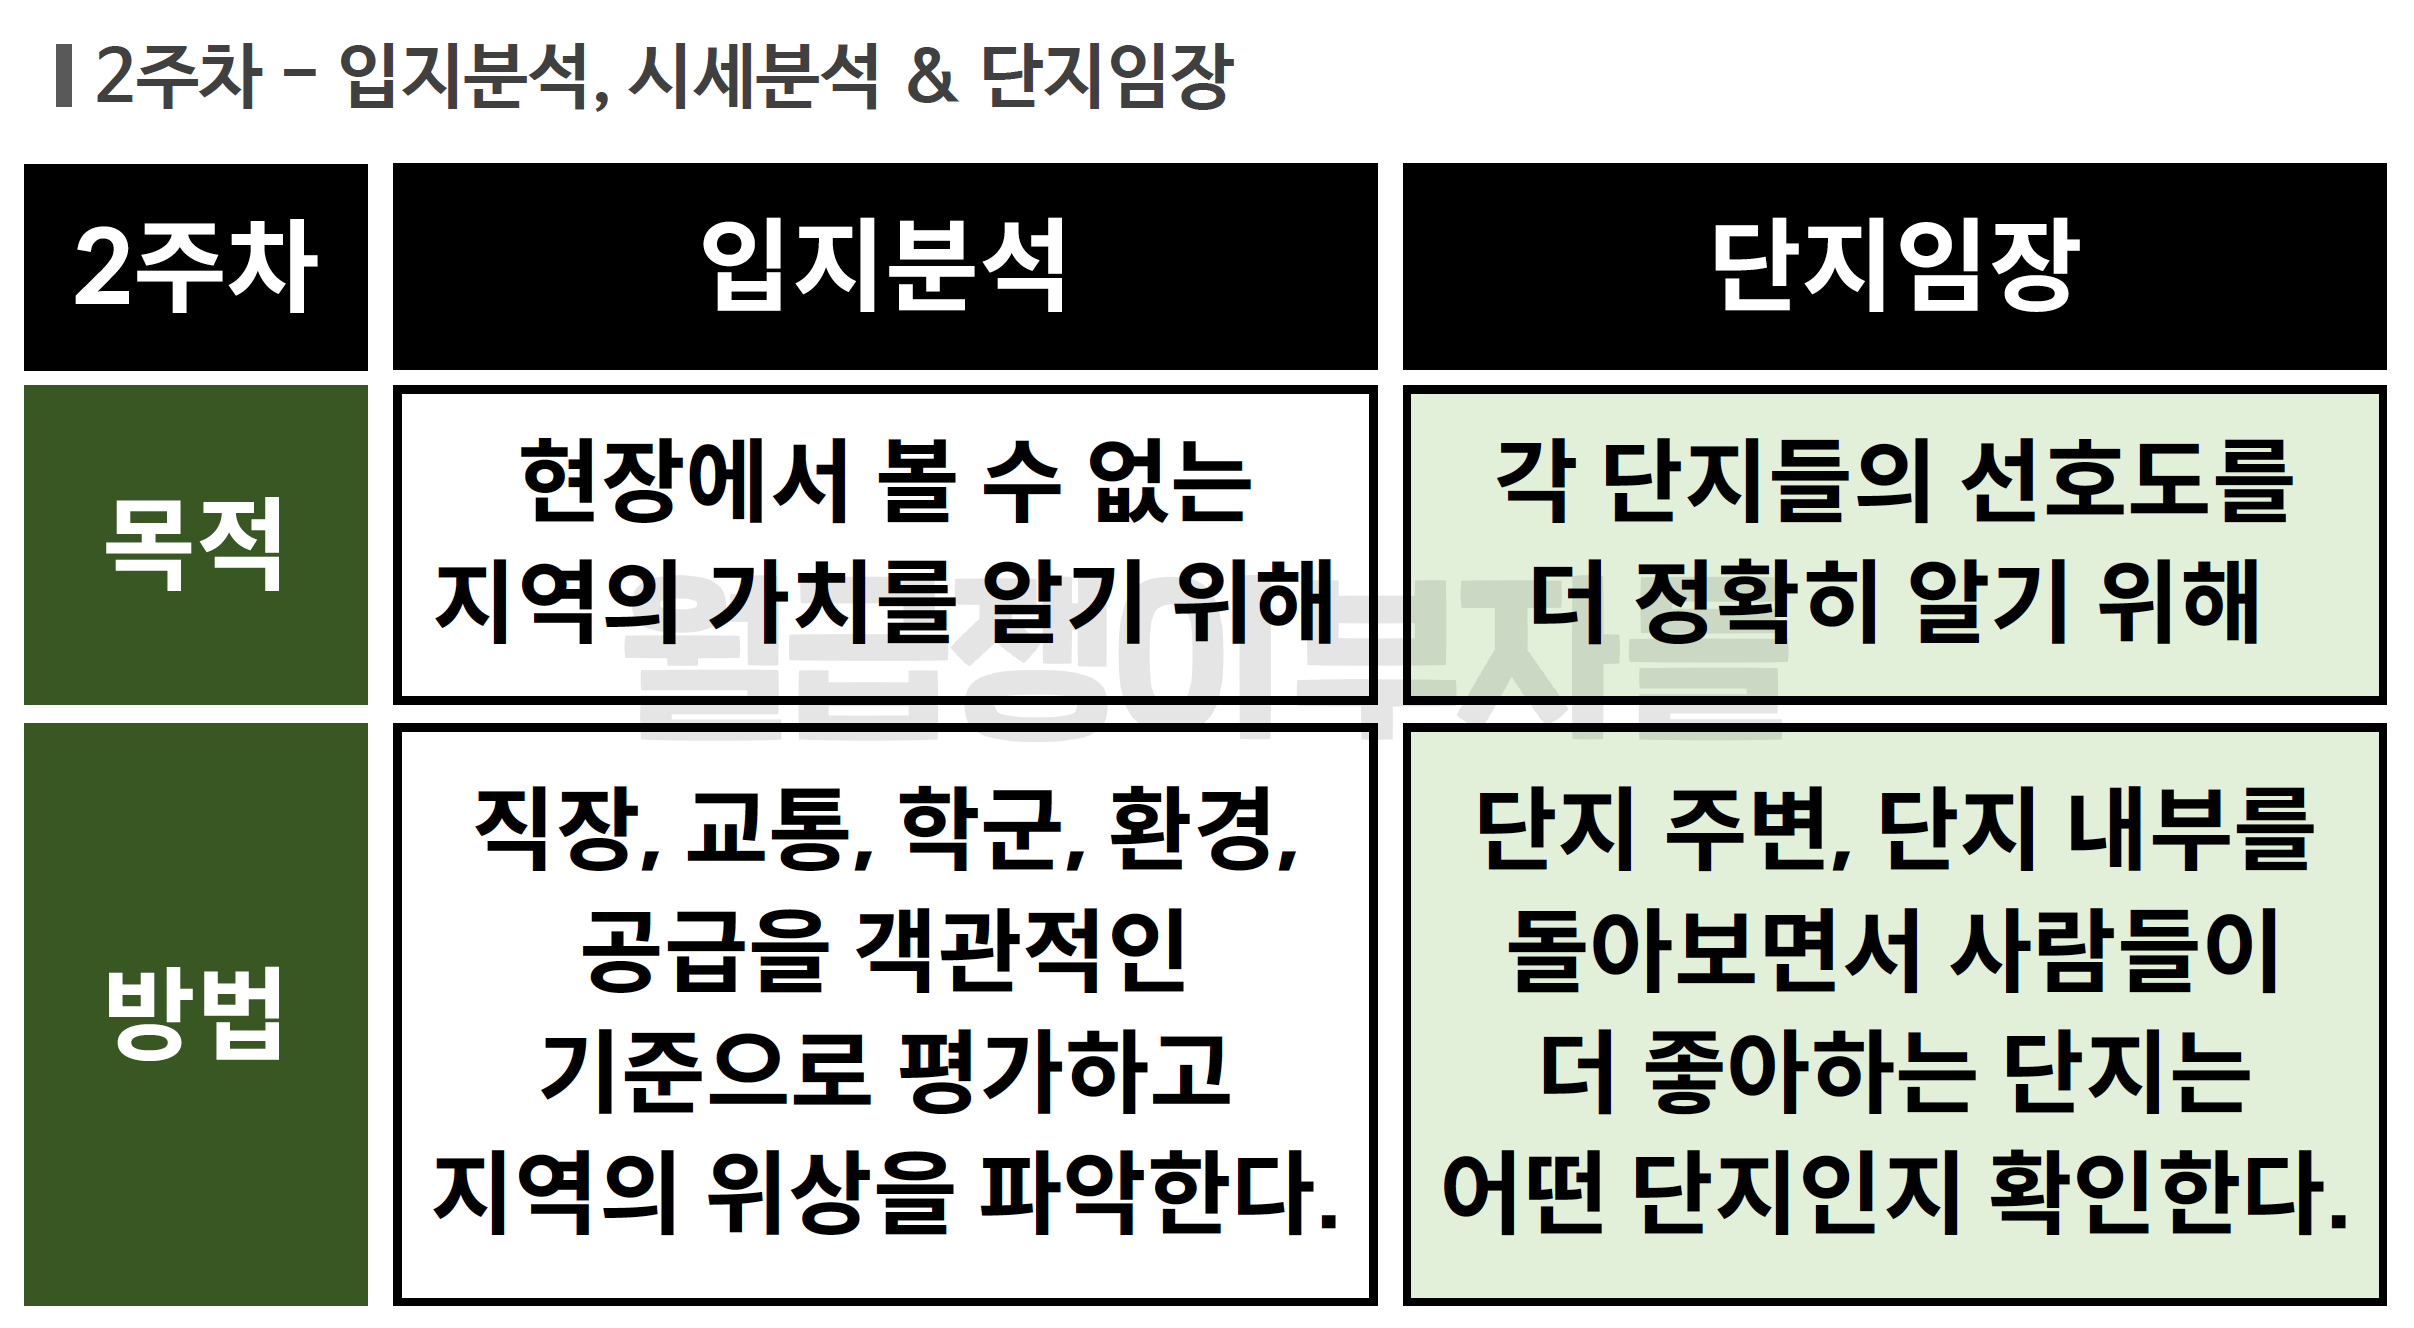 2주차 - 입지분석, 시세분석 & 단지임장
2주차
입지분석
단지임장
목적
현장에서 볼 수 없는
지역의 가치를 알기 위해
각 단지들의 선호도를
더 정확히 알기 위해
월급쟁이부자들
방법
직장, 교통, 학군, 환경,
공급을 객관적인
기준으로 평가하고
지역의 위상을 파악한다.
단지 주변, 단지 내부를
돌아보면서 사람들이
더 좋아하는 단지는
어떤 단지인지 확인한다.